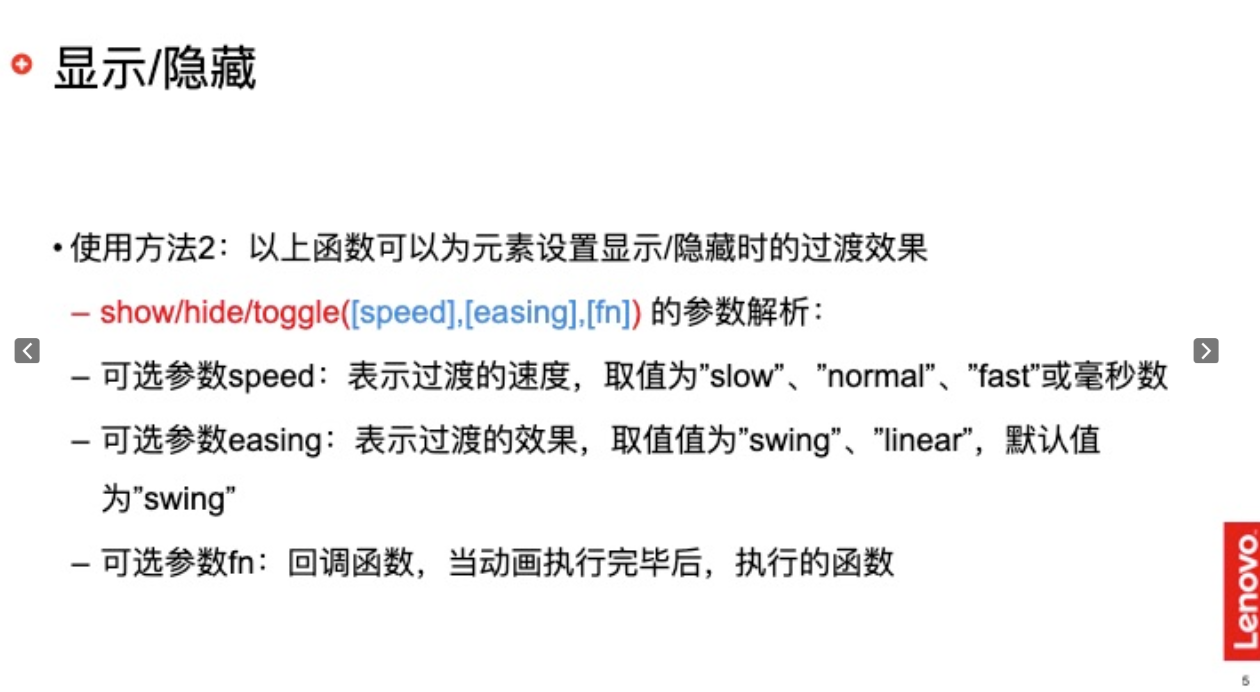 显示/隐藏
• 使用方法2：以上函数可以为元素设置显示/隐藏时的过渡效果
– show/hide/toggle([speed],[easing],[fn]) 的参数解析：
– 可选参数speed：表示过渡的速度，取值为”slow”、”normal”、”fast”或毫秒数
– 可选参数easing：表示过渡的效果，取值值为”swing”、”linear”，默认值
为”swing”
– 可选参数fn：回调函数，当动画执行完毕后，执行的函数
Lenovo
5